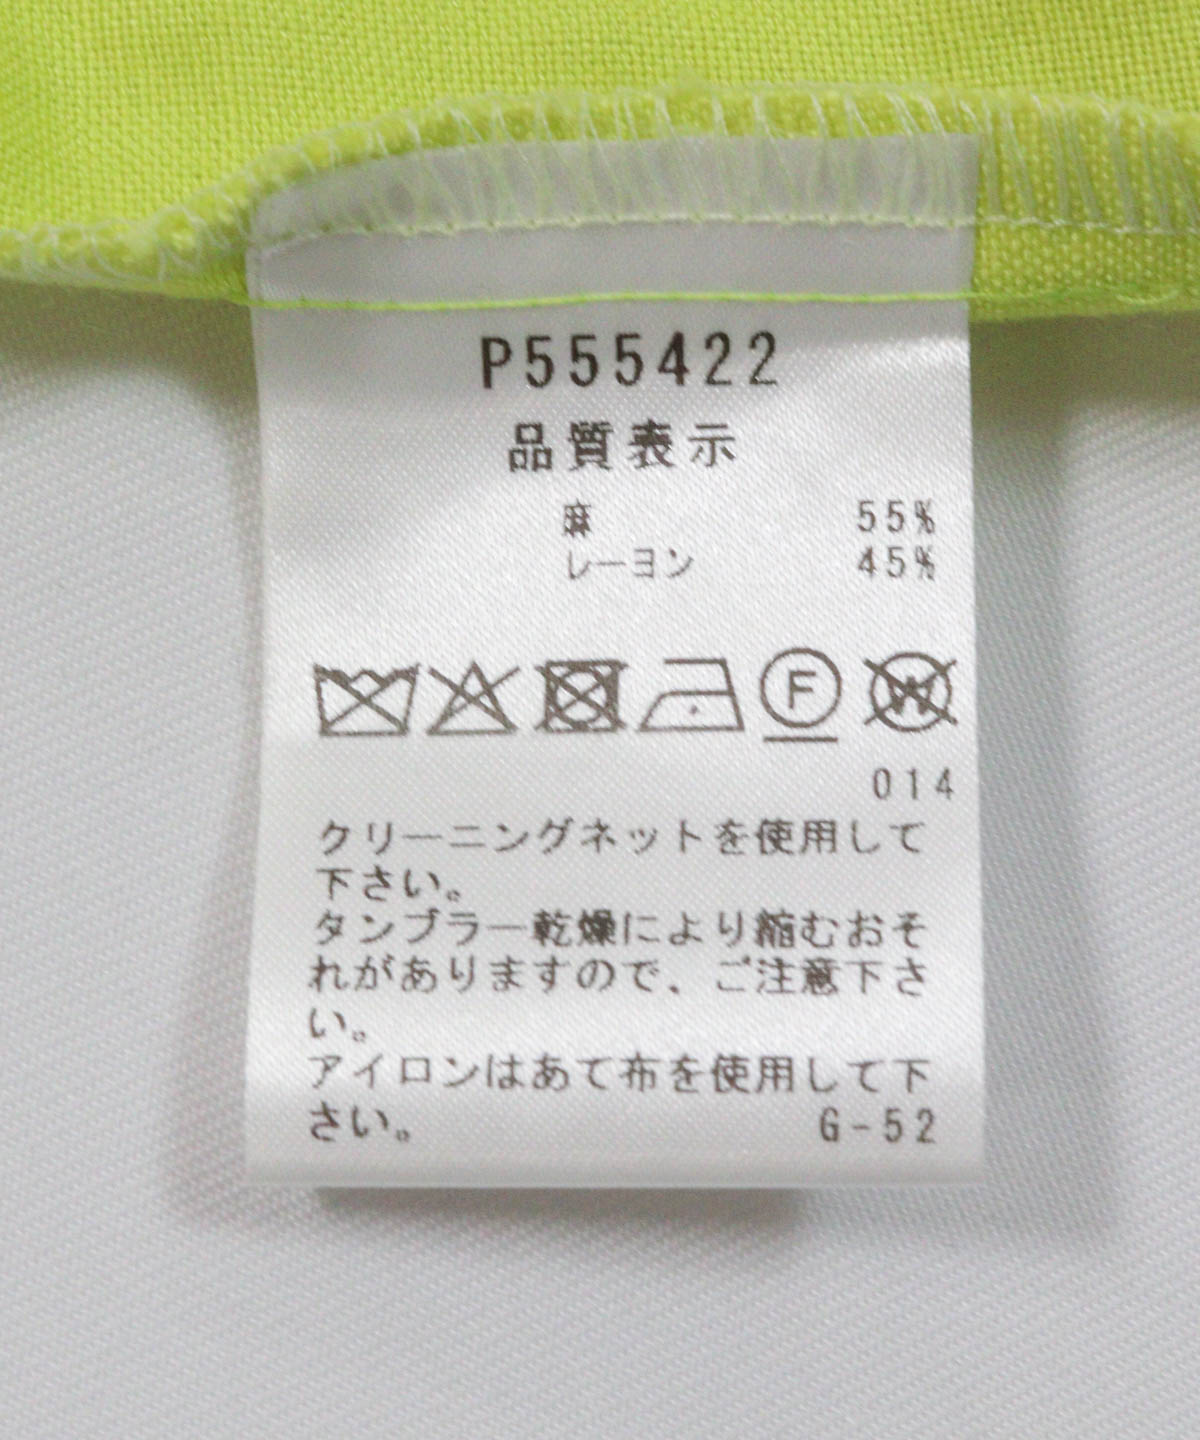 P555422
品質表示
麻 55%
レーヨン 45%
F W
014
クリーニングネットを使用して
下さい。
タンブラー乾燥により縮むおそ
れがありますので、ご注意下さ
い。
アイロンはあて布を使用して下
さい。 G-52